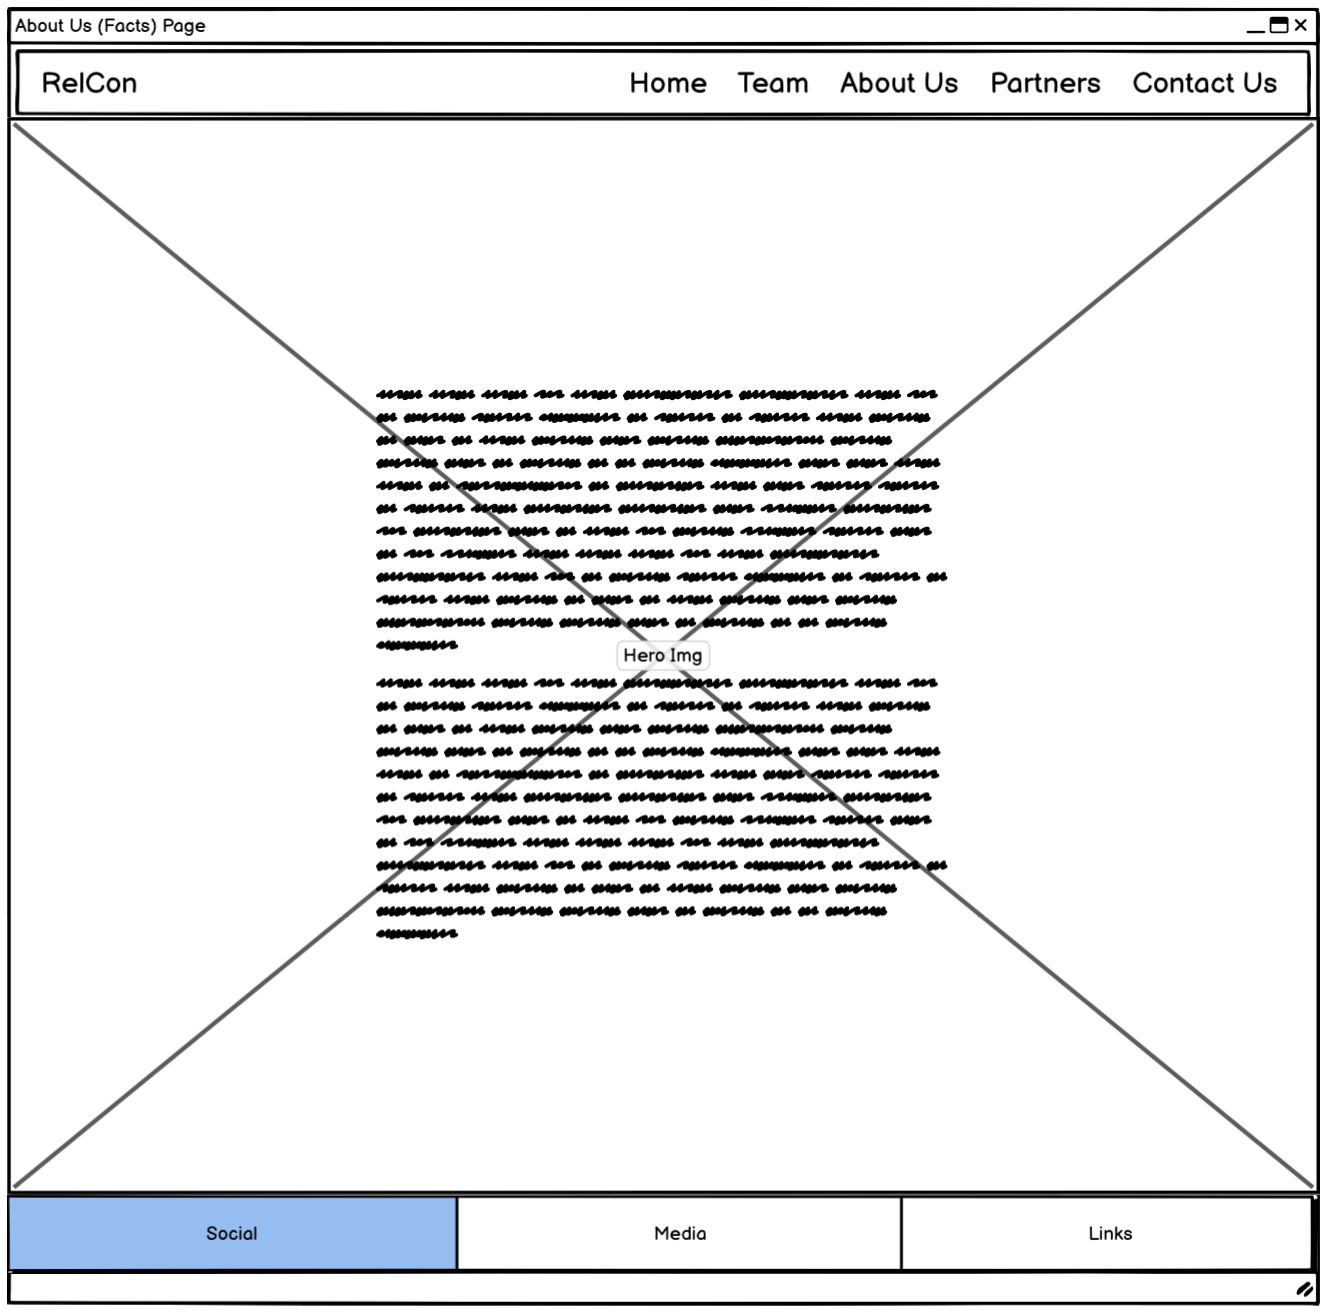 About Us (Facts) Page
RelCon Home Team About Us Partners Contact Us
Hero Img
Social Media Links